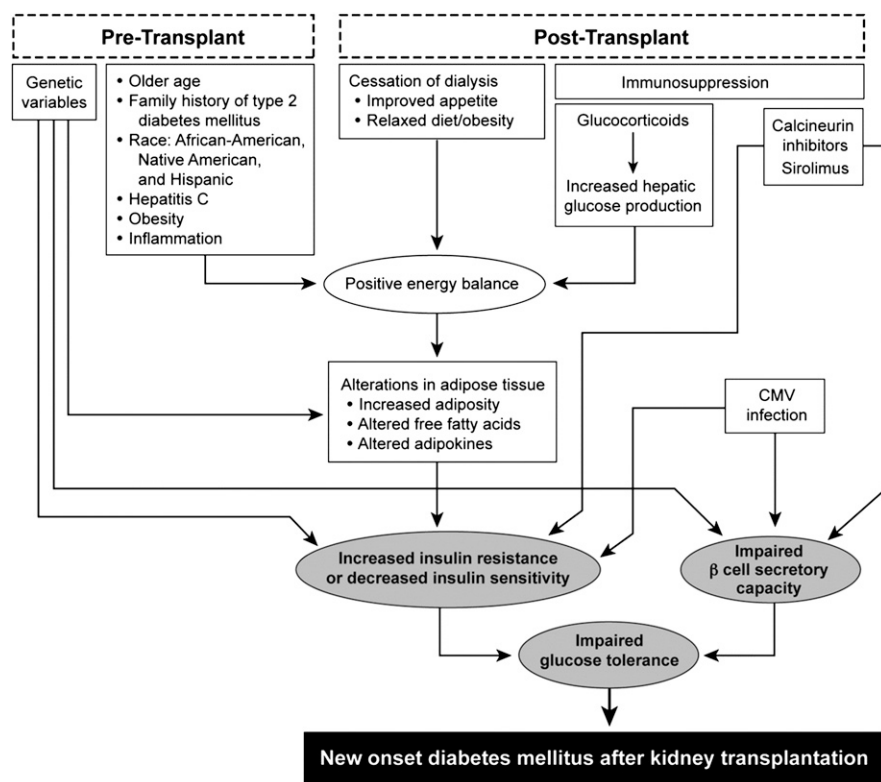 Pre-Transplant
Post-Transplant
Genetic
variables
• Older age
• Family history of type 2
diabetes mellitus
• Race: African-American,
Native American,
and Hispanic
• Hepatitis C
• Obesity
• Inflammation
Cessation of dialysis
• Improved appetite
• Relaxed diet/obesity
Immunosuppression
Glucocorticoids
Increased hepatic
glucose production
Calcineurin
inhibitors
Sirolimus
Positive energy balance
Alterations in adipose tissue
• Increased adiposity
• Altered free fatty acids
• Altered adipokines
CMV
infection
Increased insulin resistance
or decreased insulin sensitivity
Impaired
β cell secretory
capacity
Impaired
glucose tolerance
New onset diabetes mellitus after kidney transplantation